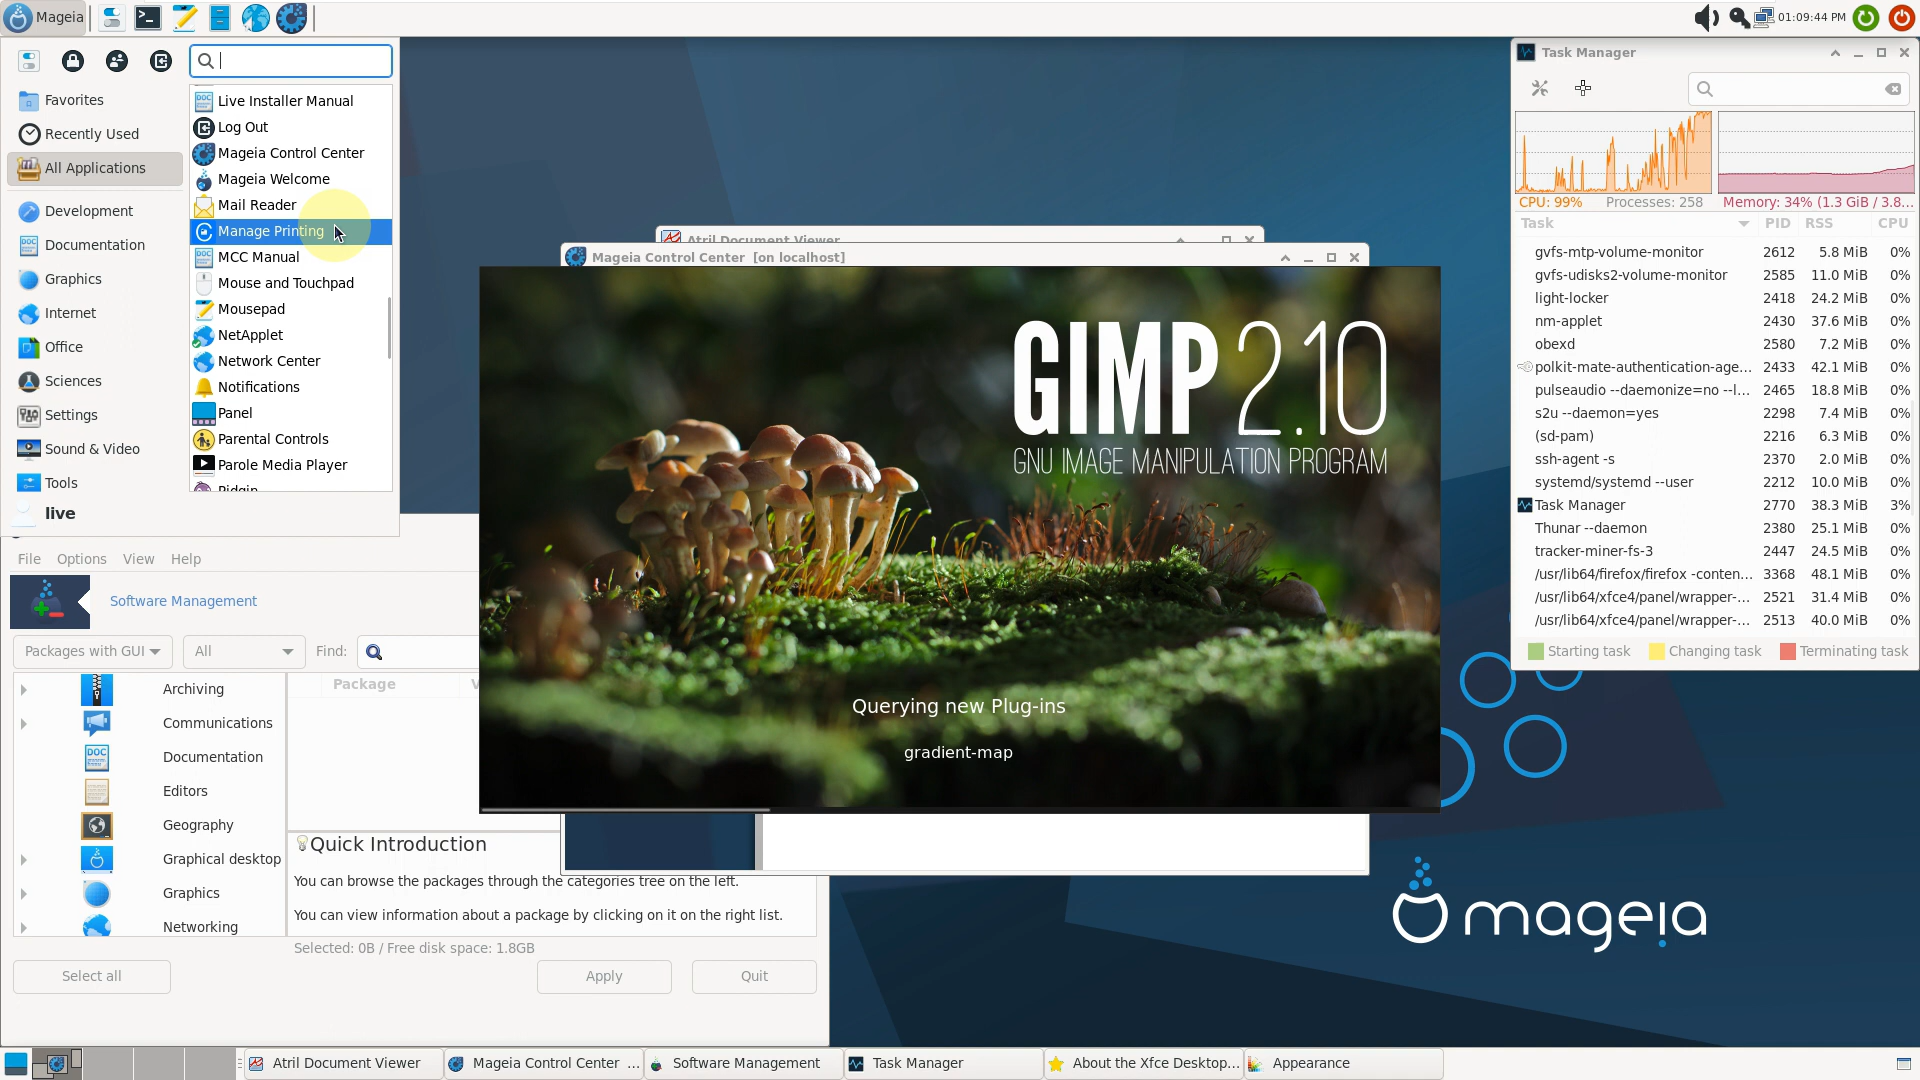 Mageia
01:09:44 PM
Favorites
Recently Used
All Applications
Development
Documentation
Graphics
Internet
Office
Sciences
Settings
Sound & Video
Tools
live
Live Installer Manual
Log Out
Mageia Control Center
Mageia Welcome
Mail Reader
Manage Printing
MCC Manual
Mouse and Touchpad
Mousepad
NetApplet
Network Center
Notifications
Panel
Parental Controls
Parole Media Player
Pidgin
Atril Document Viewer
Mageia Control Center [on localhost]
GIMP 2.10
GNU IMAGE MANIPULATION PROGRAM
Querying new Plug-ins
gradient-map
Task Manager
CPU: 99% Processes: 258 Memory: 34% (1.3 GiB / 3.8...
Task PID RSS CPU
gvfs-mtp-volume-monitor 2612 5.8 MiB 0%
gvfs-udisks2-volume-monitor 2585 11.0 MiB 0%
light-locker 2418 24.2 MiB 0%
nm-applet 2430 37.6 MiB 0%
obexd 2580 7.2 MiB 0%
polkit-mate-authentication-age... 2433 42.1 MiB 0%
pulseaudio --daemonize=no --l... 2465 18.8 MiB 0%
s2u --daemon=yes 2298 7.4 MiB 0%
(sd-pam) 2216 6.3 MiB 0%
ssh-agent -s 2370 2.0 MiB 0%
systemd/systemd --user 2212 10.0 MiB 0%
Task Manager 2770 38.3 MiB 3%
Thunar --daemon 2380 25.1 MiB 0%
tracker-miner-fs-3 2447 24.5 MiB 0%
/usr/lib64/firefox/firefox -conten... 3368 48.1 MiB 0%
/usr/lib64/xfce4/panel/wrapper-... 2521 31.4 MiB 0%
/usr/lib64/xfce4/panel/wrapper-... 2513 40.0 MiB 0%
Starting task Changing task Terminating task
File Options View Help
Software Management
Packages with GUI All Find:
Package
Archiving
Communications
DOC Documentation
Editors
Geography
Graphical desktop
Graphics
Networking
Quick Introduction
You can browse the packages through the categories tree on the left.
You can view information about a package by clicking on it on the right list.
Selected: 0B / Free disk space: 1.8GB
Select all Apply Quit
mageia
Atril Document Viewer Mageia Control Center ... Software Management Task Manager About the Xfce Desktop... Appearance